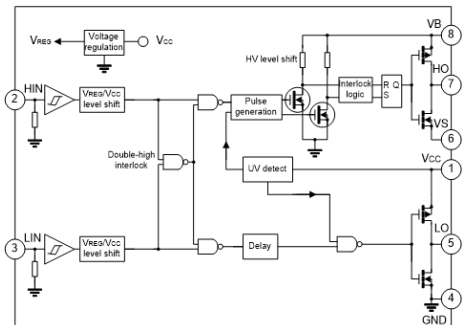 VREG
Voltage
regulation
VCC
VB
8
HV level shift
HO
7
2
HIN
VREG/VCC
level shift
Pulse
generation
Interlock
logic
R Q
S
VS
6
Double-high
interlock
VCC
1
UV detect
3
LIN
VREG/VCC
level shift
Delay
LO
5
4
GND